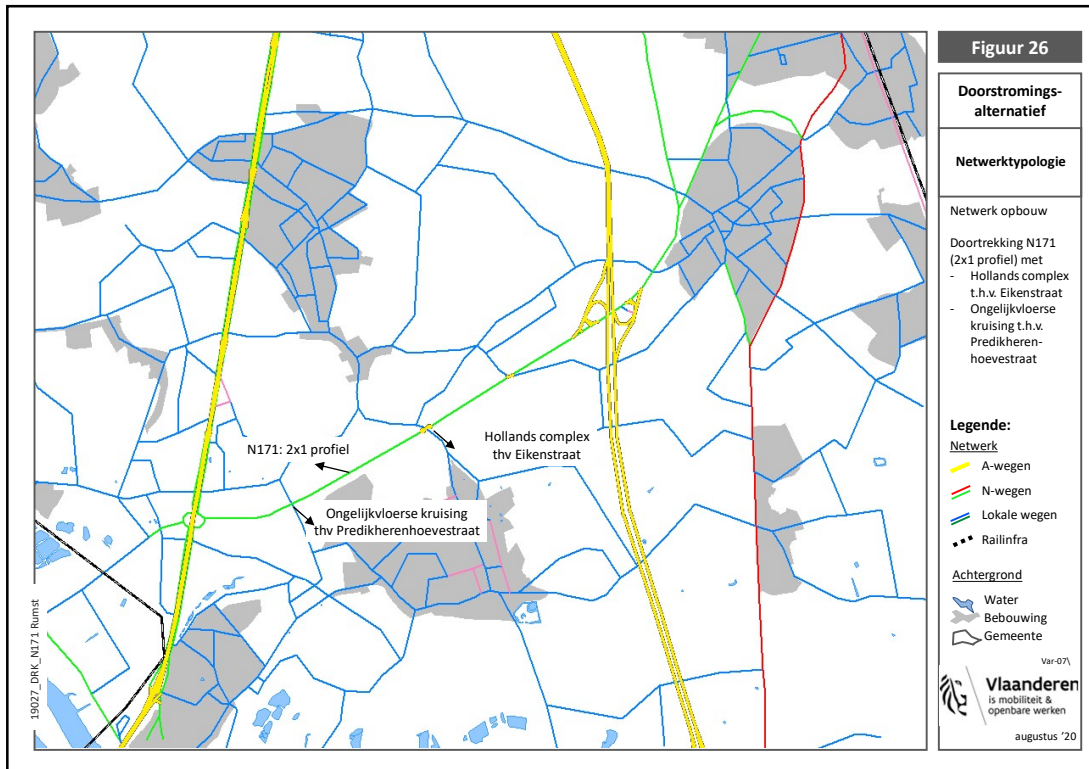 Figuur 26
Doorstromings-
alternatief
Netwerktypologie
Netwerk opbouw
Doortrekking N171
(2x1 profiel) met
- Hollands complex
t.h.v. Eikenstraat
- Ongelijkvloerse
kruising t.h.v.
Predikheren-
hoevestraat
N171: 2x1 profiel
Hollands complex
thv Eikenstraat
Ongelijkvloerse kruising
thv Predikherenhoevestraat
Legende:
Netwerk
A-wegen
N-wegen
Lokale wegen
Railinfra
Achtergrond
Water
Bebouwing
Gemeente
Var-07\
Vlaanderen
is mobiliteit &
openbare werken
augustus '20
19027_DRK_N171 Rumst